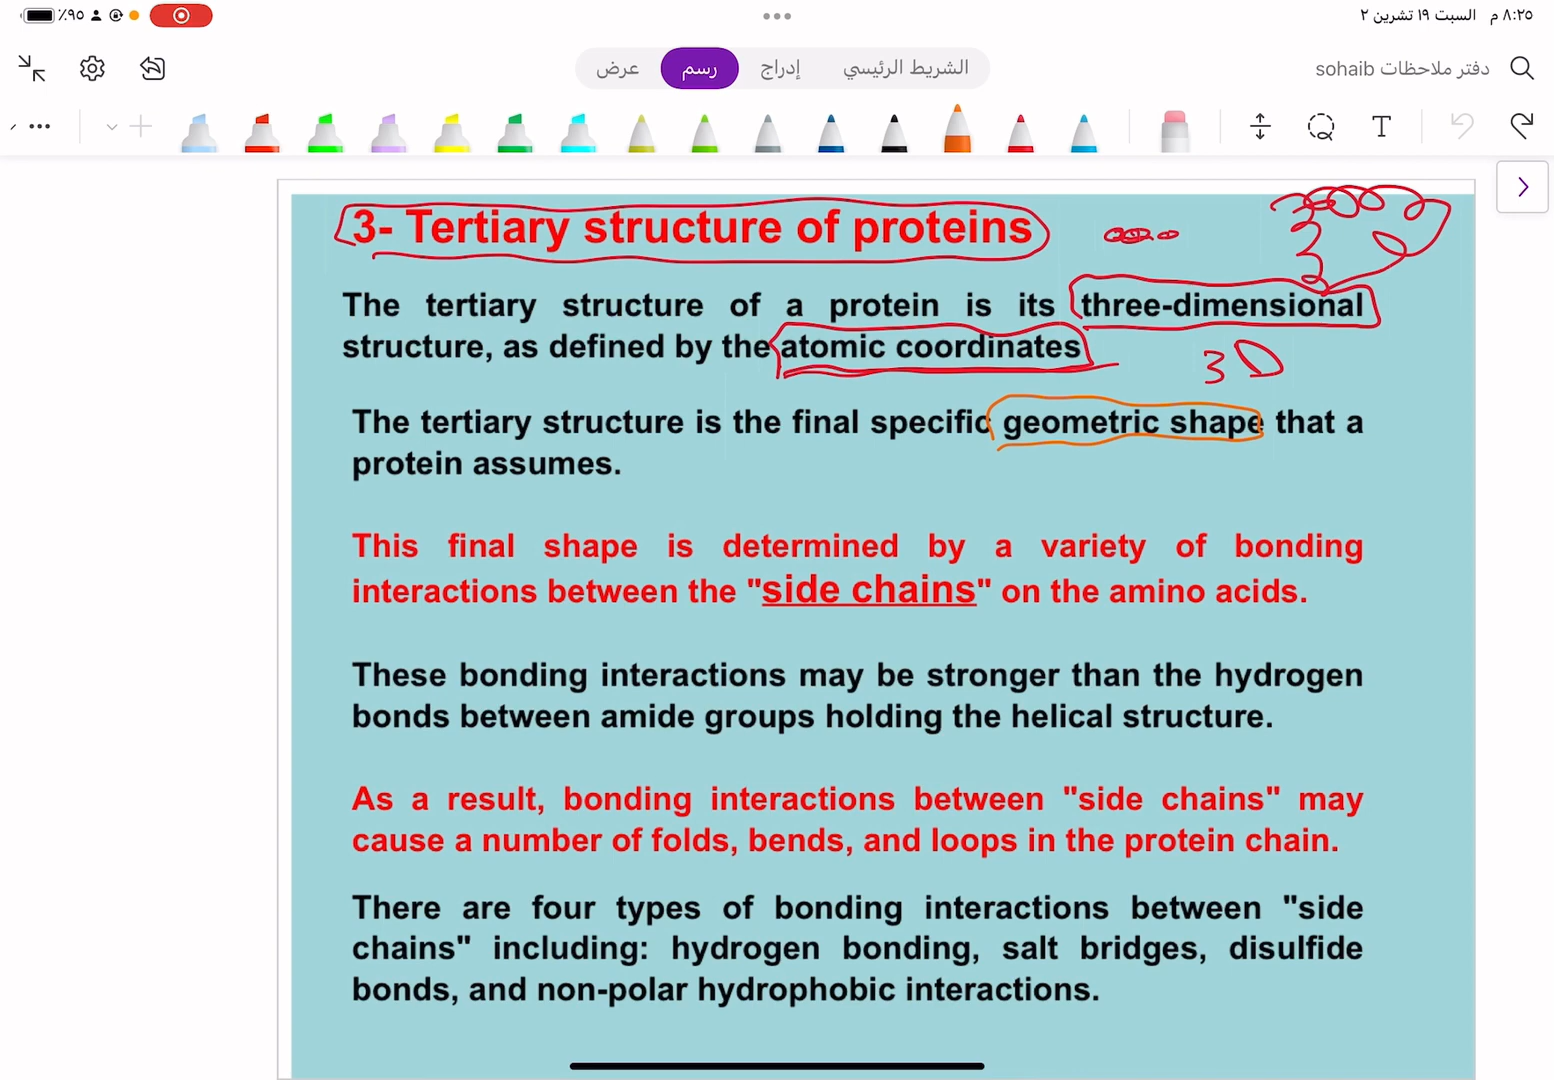 ٪٩٥
السبت ١٩ تشرين ٢ ٨:٢٥ م
عرض رسم إدراج الشريط الرئيسي
دفتر ملاحظات sohaib
T
3- Tertiary structure of proteins
The tertiary structure of a protein is its three-dimensional
structure, as defined by the atomic coordinates
3D
The tertiary structure is the final specific geometric shape that a
protein assumes.
This final shape is determined by a variety of bonding
interactions between the "side chains" on the amino acids.
These bonding interactions may be stronger than the hydrogen
bonds between amide groups holding the helical structure.
As a result, bonding interactions between "side chains" may
cause a number of folds, bends, and loops in the protein chain.
There are four types of bonding interactions between "side
chains" including: hydrogen bonding, salt bridges, disulfide
bonds, and non-polar hydrophobic interactions.